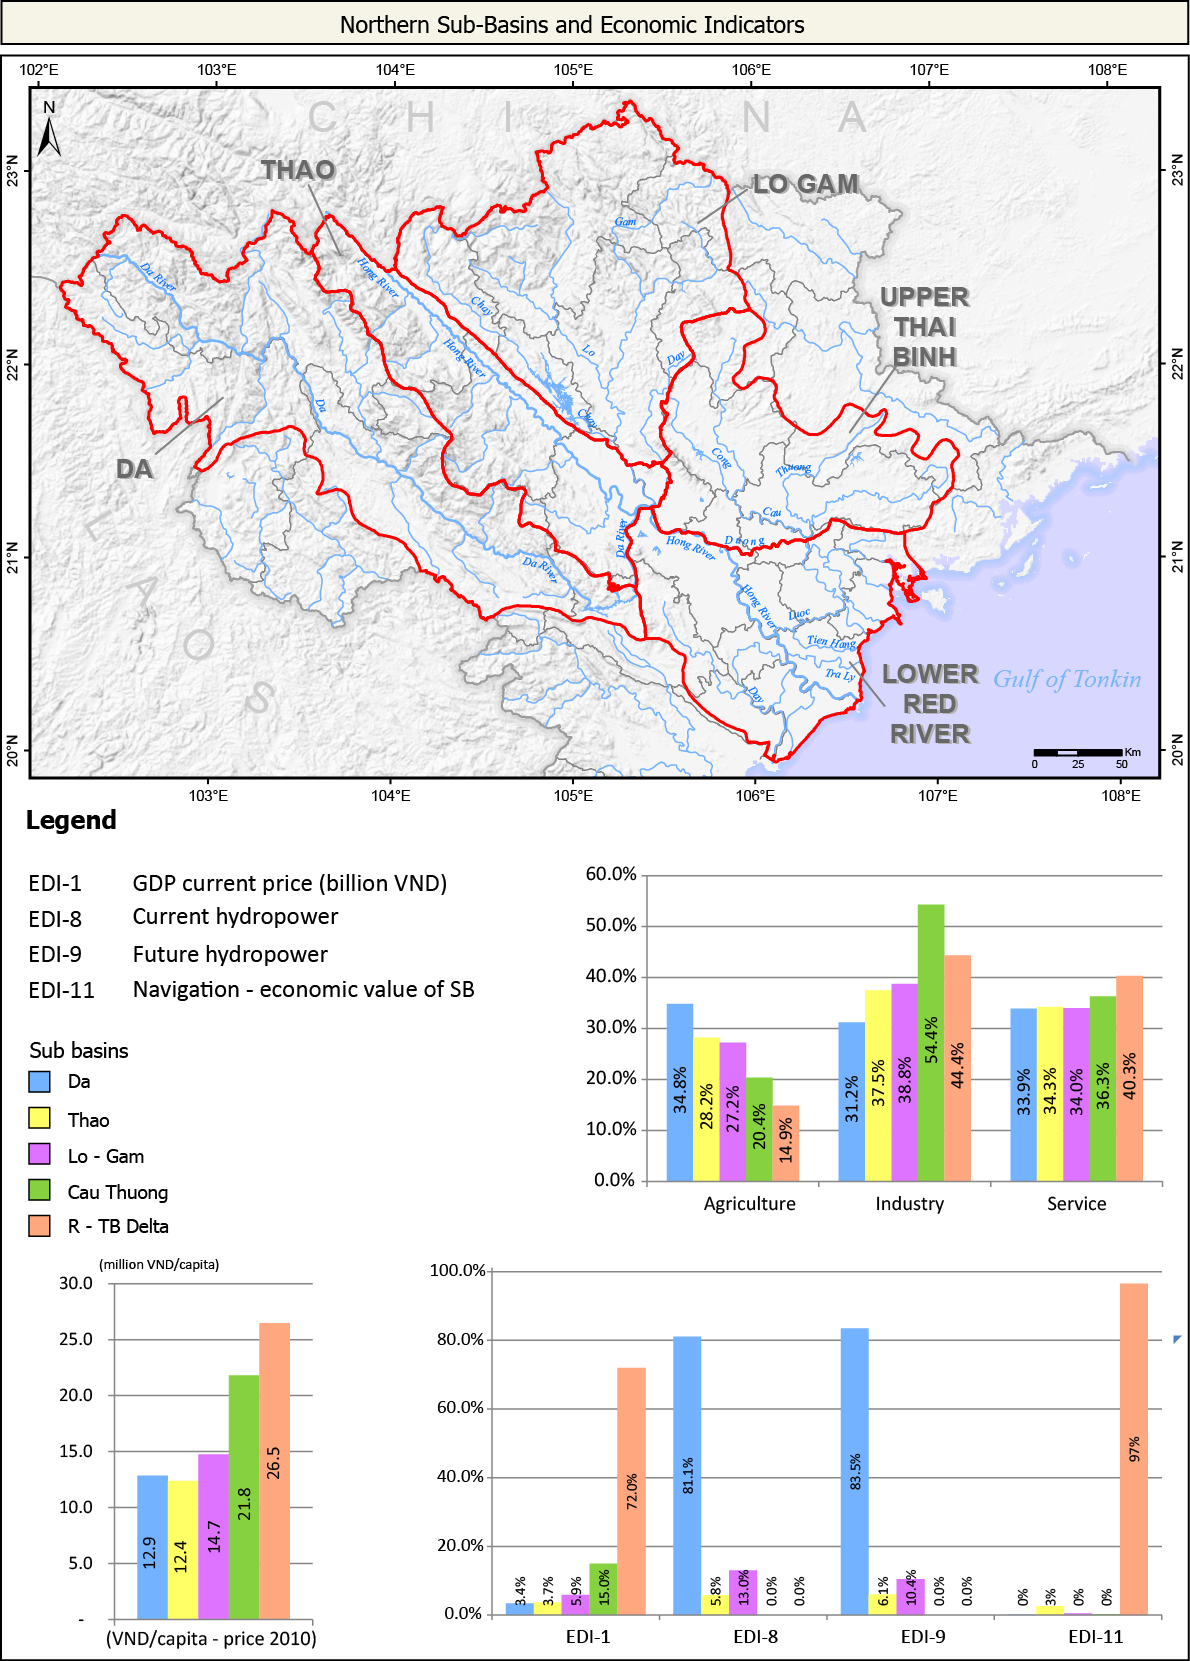 Northern Sub-Basins and Economic Indicators
102°E 103°E 104°E 105°E 106°E 107°E 108°E
N
C H I N A
23°N 23°N
THAO
LO GAM
Gam
Da River
Hong River
UPPER
THAI
BINH
Chay
Hong River
Lo
Day
22°N 22°N
Da
Chay
DA
Cong
Thuong
Cau
Da River
Hong River
Duong
21°N 21°N
Da River
Hong River
Duoc
L A O S
Tien Hang
Tra Ly
LOWER
RED
RIVER
Gulf of Tonkin
Day
20°N 20°N
Km
0 25 50
103°E 104°E 105°E 106°E 107°E 108°E
Legend
EDI-1 GDP current price (billion VND)
EDI-8 Current hydropower
EDI-9 Future hydropower
EDI-11 Navigation - economic value of SB
Sub basins
Da
Thao
Lo - Gam
Cau Thuong
R - TB Delta
60.0%
50.0%
40.0%
30.0%
20.0%
10.0%
0.0%
34.8% 28.2% 27.2% 20.4% 14.9%
31.2% 37.5% 38.8% 54.4% 44.4%
33.9% 34.3% 34.0% 36.3% 40.3%
Agriculture Industry Service
(million VND/capita)
30.0
25.0
20.0
15.0
10.0
5.0
-
12.9 12.4 14.7 21.8 26.5
(VND/capita - price 2010)
100.0%
80.0%
60.0%
40.0%
20.0%
0.0%
3.4% 3.7% 5.9% 15.0% 72.0%
81.1% 5.8% 13.0% 0.0% 0.0%
83.5% 6.1% 10.4% 0.0% 0.0%
0% 3% 0% 0% 97%
EDI-1 EDI-8 EDI-9 EDI-11